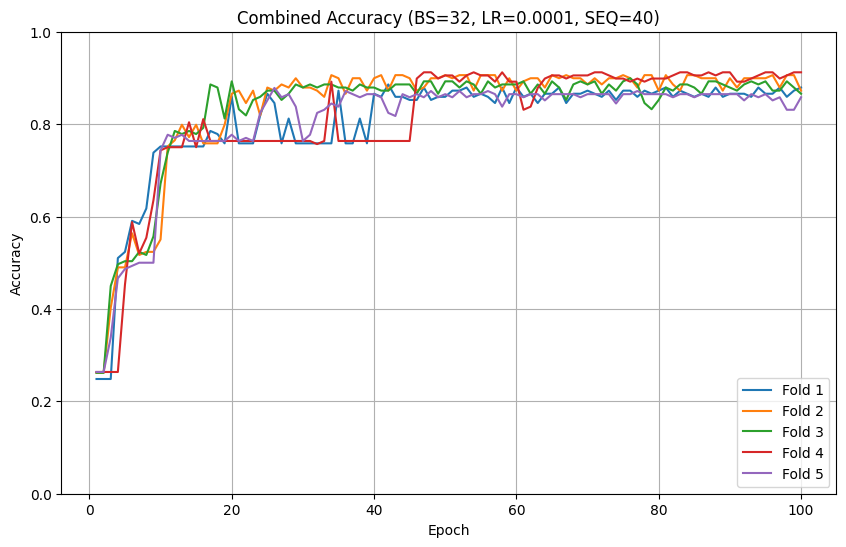 Combined Accuracy (BS=32, LR=0.0001, SEQ=40)
1.0
0.8
0.6
0.4
0.2
0.0
Accuracy
0 20 40 60 80 100
Epoch
Fold 1
Fold 2
Fold 3
Fold 4
Fold 5